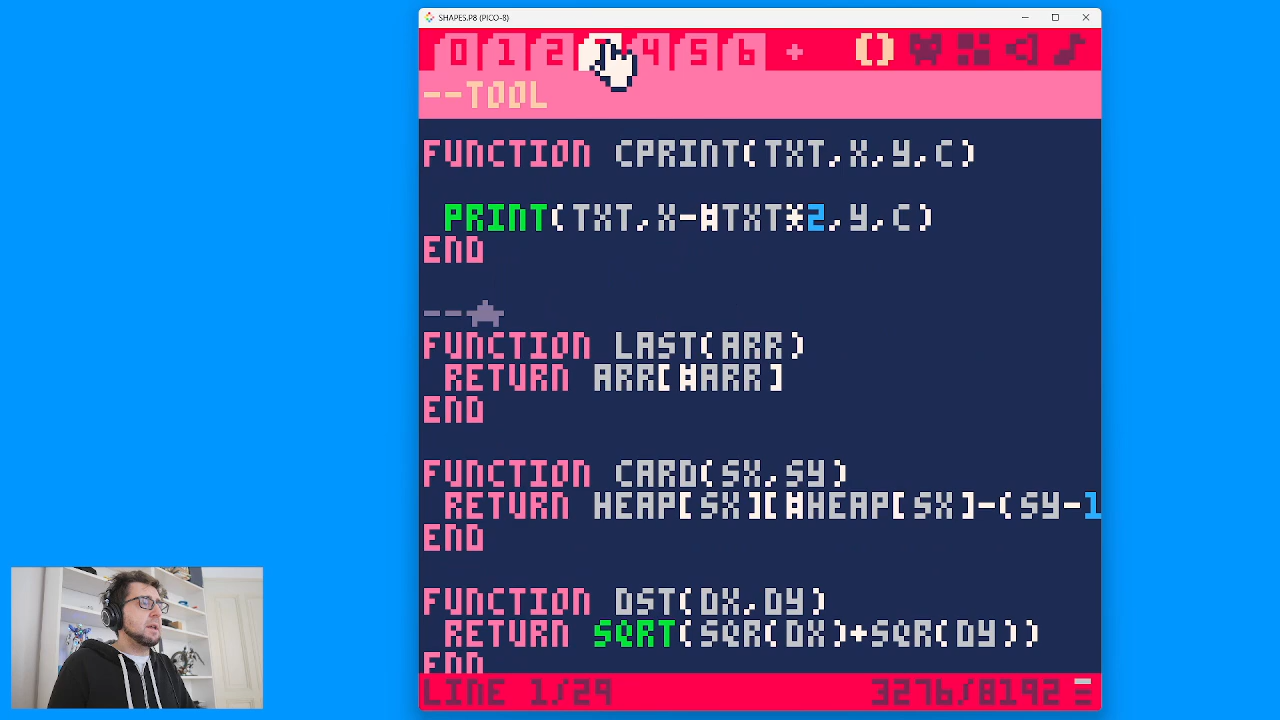 SHAPES.P8 (PICO-8)
0 1 2 4 5 6 +
--TOOL
FUNCTION CPRINT(TXT,X,Y,C)
PRINT(TXT,X-#TXT*2,Y,C)
END
--
FUNCTION LAST(ARR)
RETURN ARR[#ARR]
END
FUNCTION CARD(SX,SY)
RETURN HEAP[SX][#HEAP[SX]-(SY-1
END
FUNCTION DST(DX,DY)
RETURN SQRT(SQR(DX)+SQR(DY))
END
LINE 1/29
3276/8192